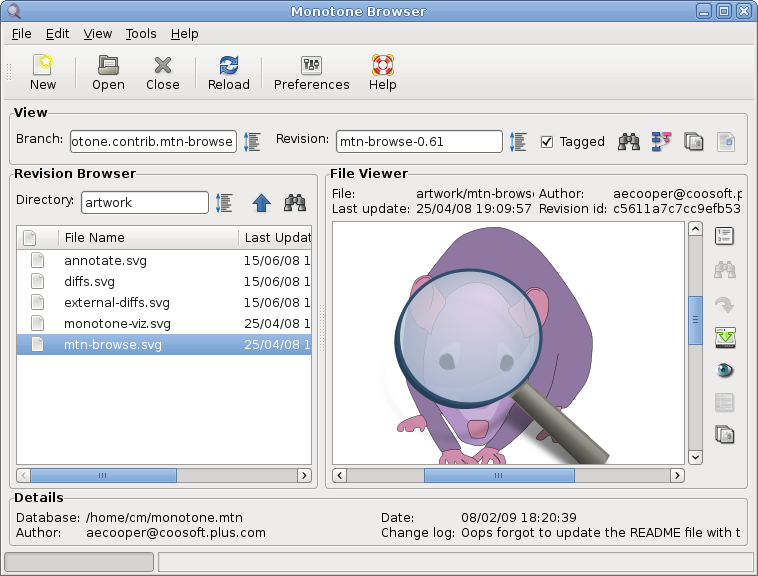 Monotone Browser
File Edit View Tools Help
New Open Close Reload Preferences Help
View
Branch: otone.contrib.mtn-browse Revision: mtn-browse-0.61 Tagged
Revision Browser
Directory: artwork
File Name Last Updat
annotate.svg 15/06/08 1
diffs.svg 15/06/08 1
external-diffs.svg 15/06/08 1
monotone-viz.svg 25/04/08 1
mtn-browse.svg 25/04/08 1
File Viewer
File: artwork/mtn-brows Author: aecooper@coosoft.p
Last update: 25/04/08 19:09:57 Revision id: c5611a7c7cc9efb53
Details
Database: /home/cm/monotone.mtn Date: 08/02/09 18:20:39
Author: aecooper@coosoft.plus.com Change log: Oops forgot to update the README file with t